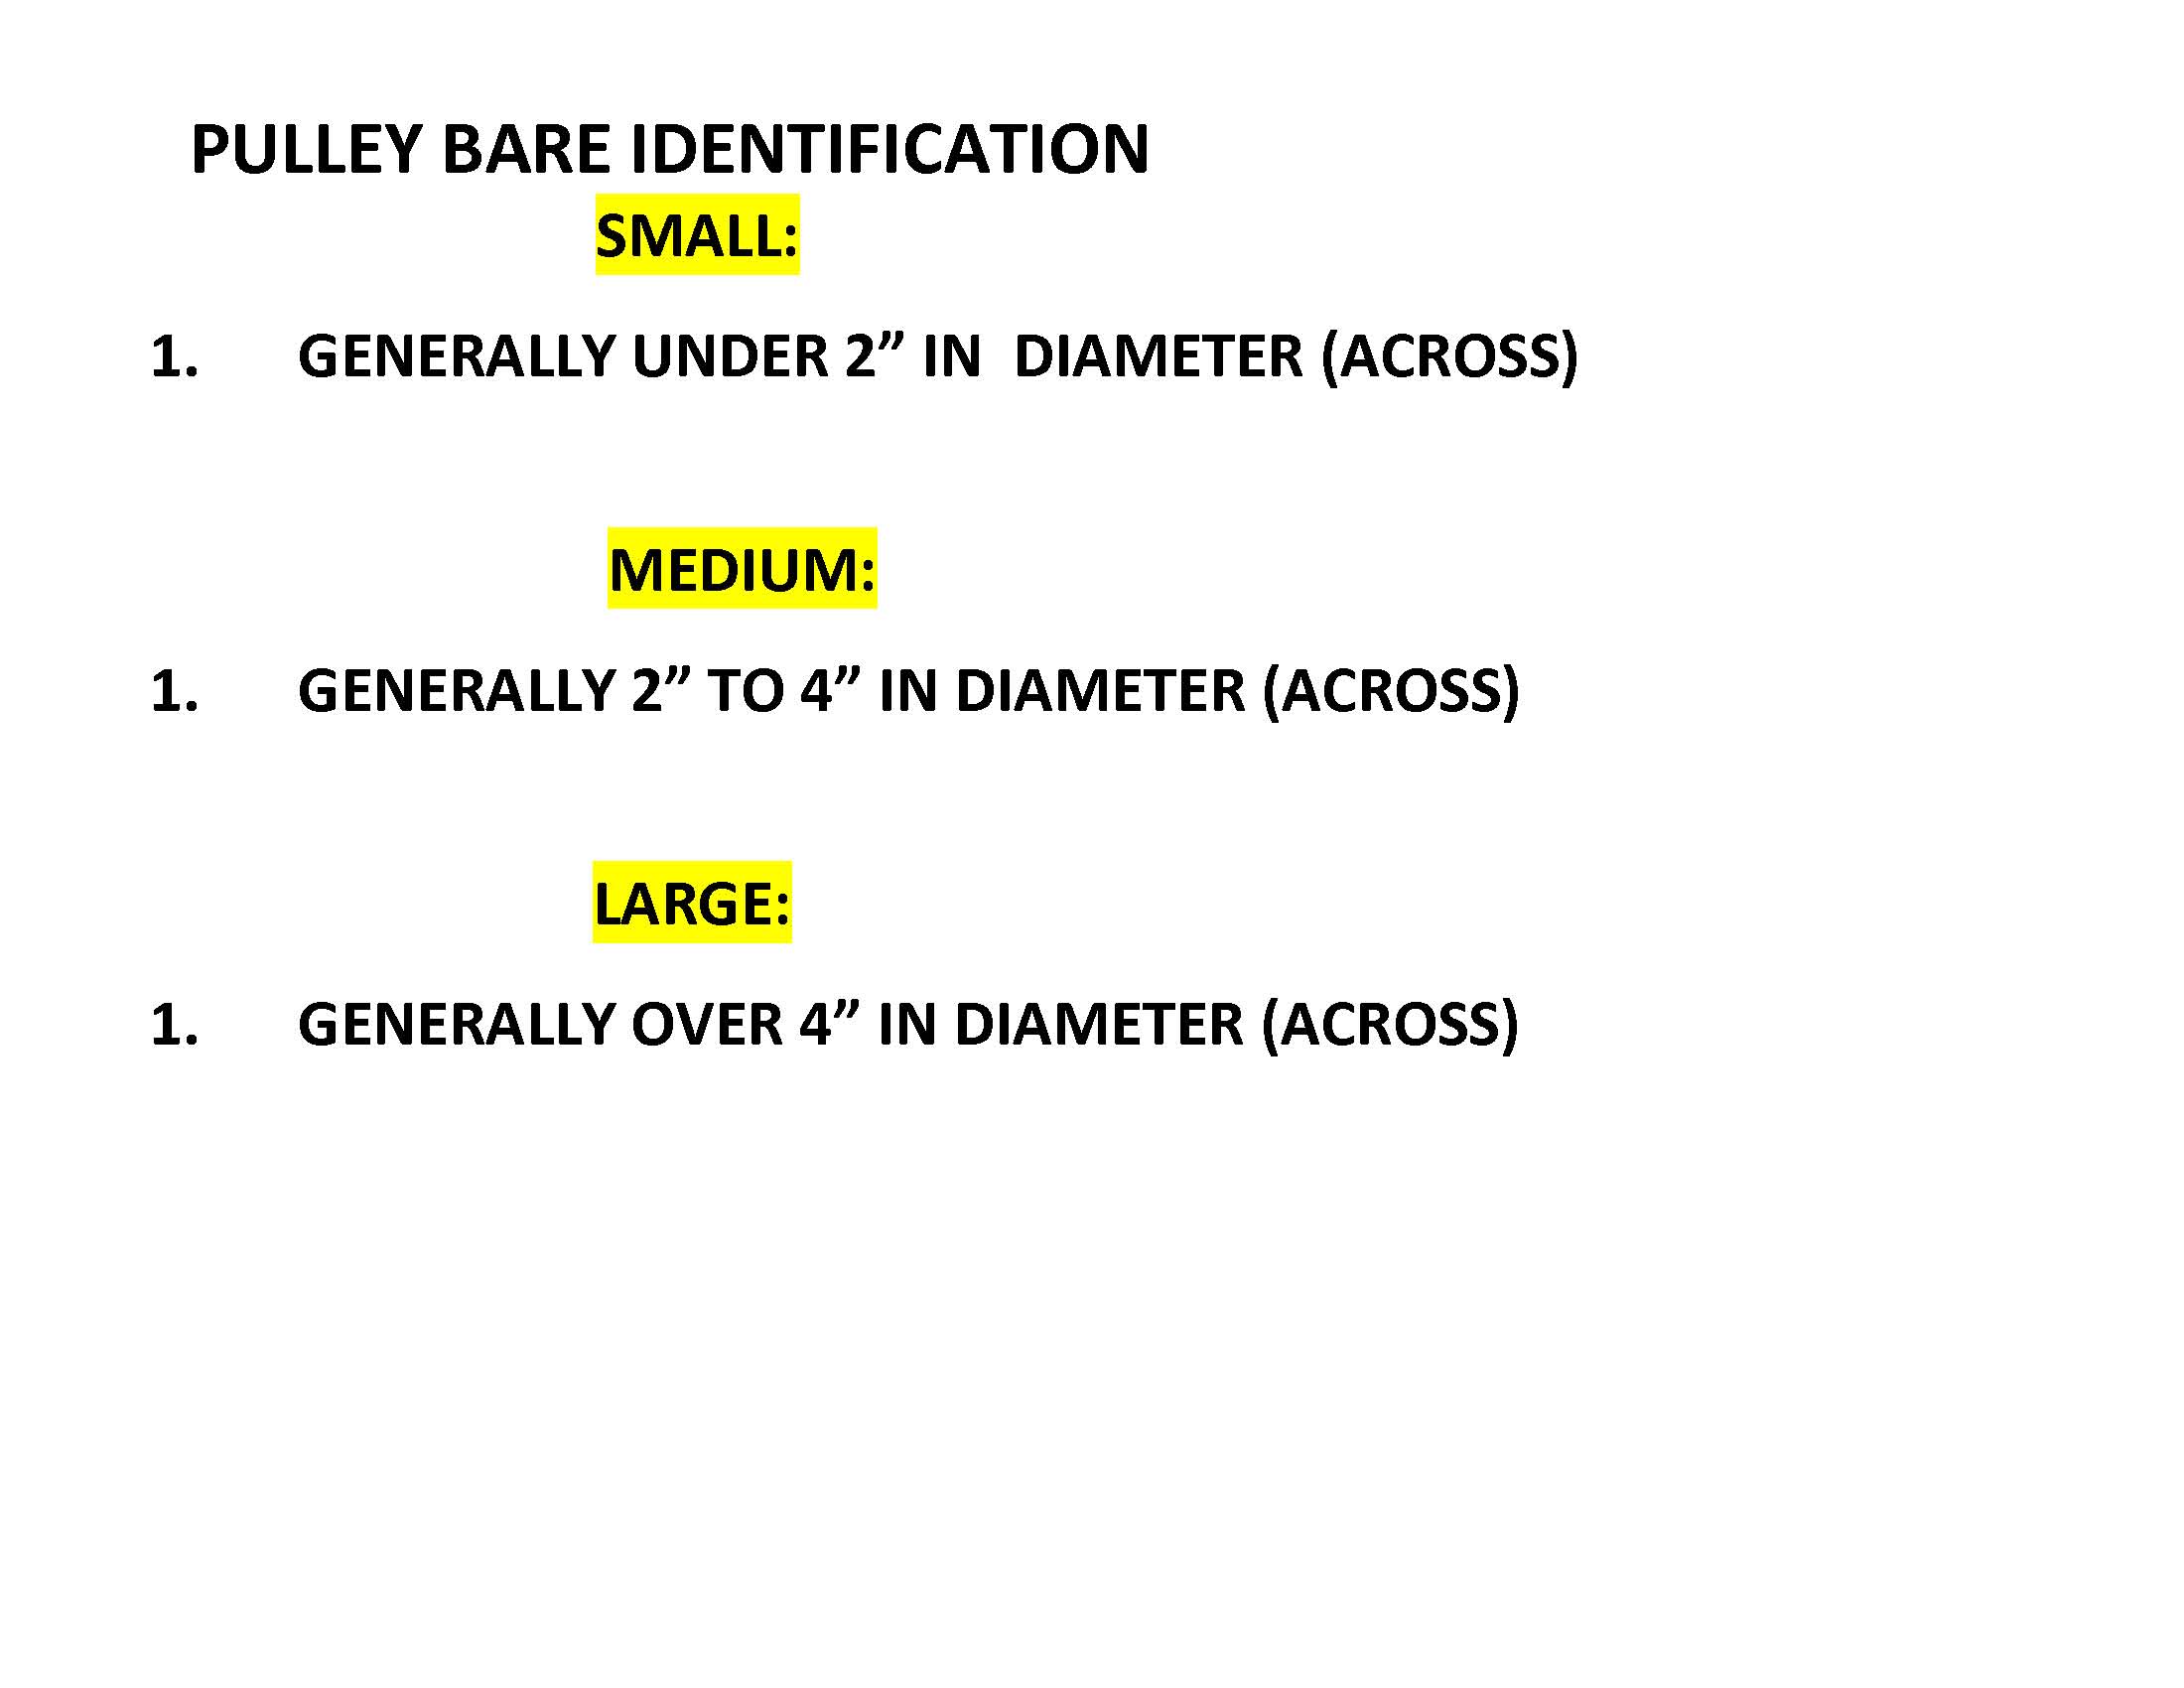 PULLEY BARE IDENTIFICATION
SMALL:
1. GENERALLY UNDER 2” IN  DIAMETER (ACROSS)
MEDIUM:
1. GENERALLY 2” TO 4” IN DIAMETER (ACROSS)
LARGE:
1. GENERALLY OVER 4” IN DIAMETER (ACROSS)